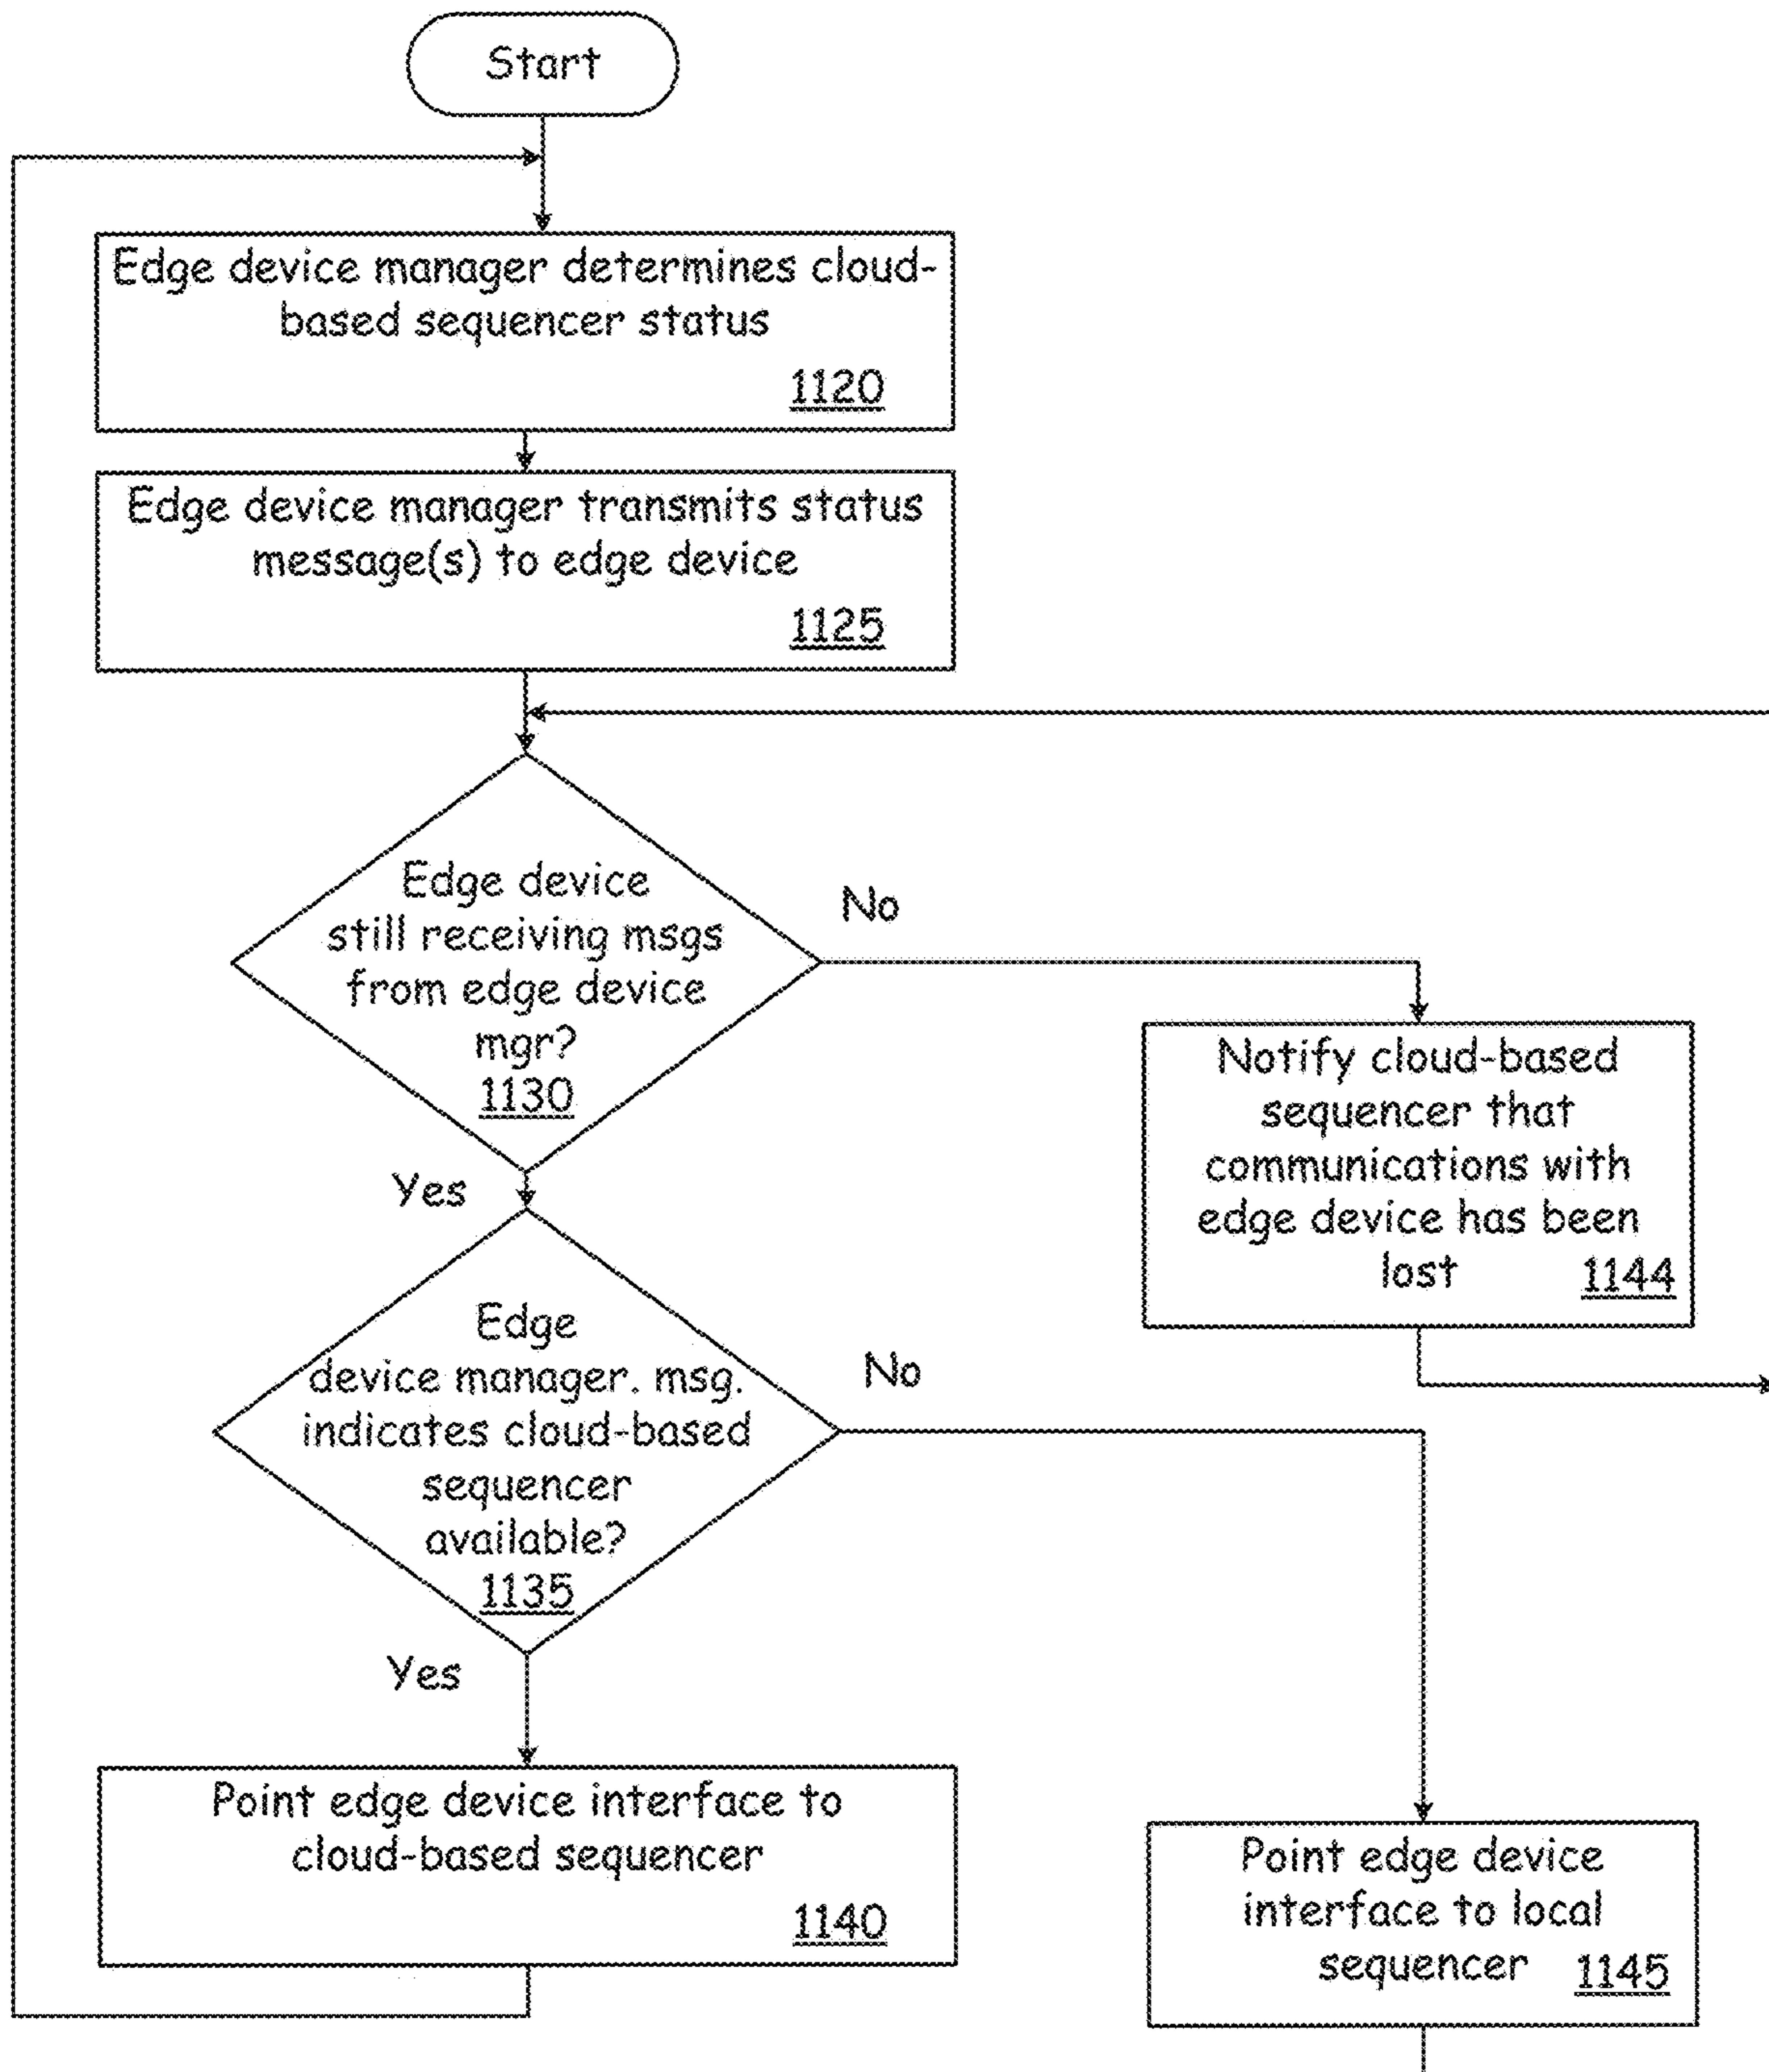 Start
Edge device manager determines cloud-
based sequencer status
1120
Edge device manager transmits status
message(s) to edge device
1125
Edge device
still receiving msgs
from edge device
mgr?
1130
No
Yes
Notify cloud-based
sequencer that
communications with
edge device has been
lost 1144
Edge
device manager. msg.
indicates cloud-based
sequencer
available?
1135
No
Yes
Point edge device interface to
cloud-based sequencer
1140
Point edge device
interface to local
sequencer 1145